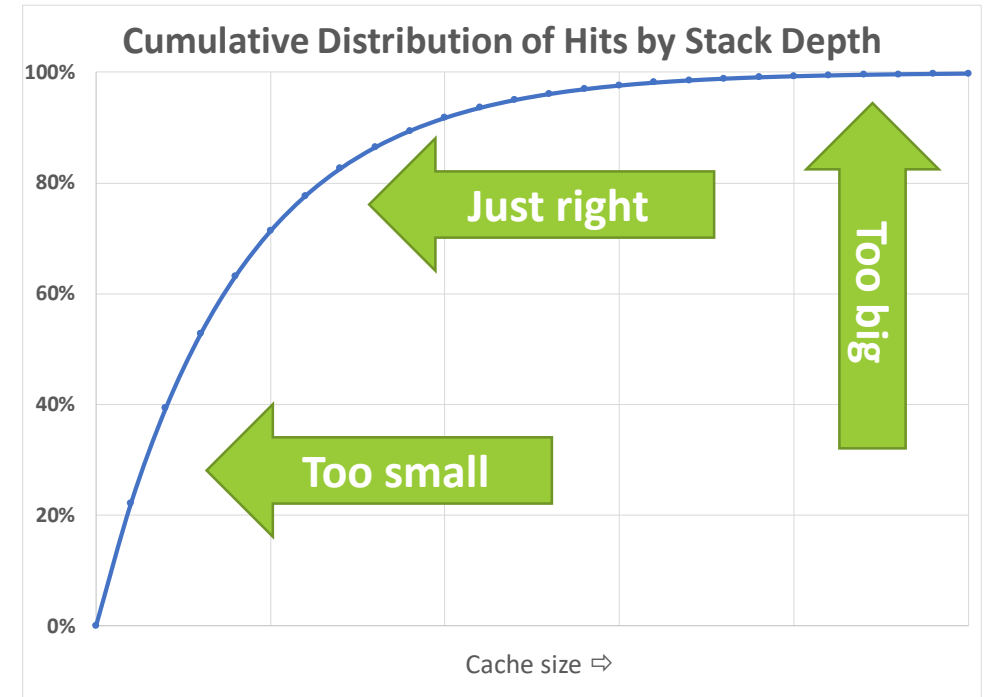 Cumulative Distribution of Hits by Stack Depth
100%
80%
60%
40%
20%
0%
Just right
Too big
Too small
Cache size ⇨